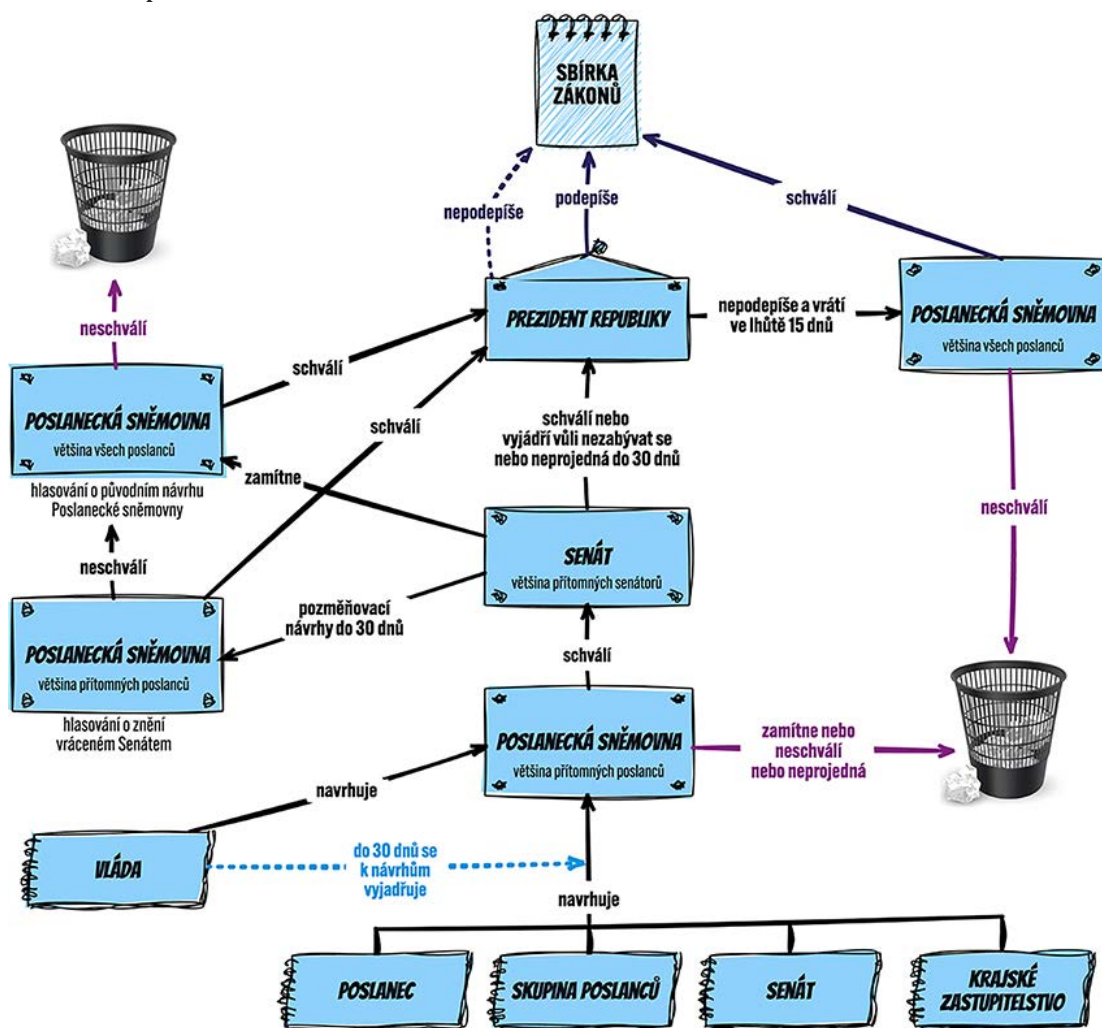 SBÍRKA
ZÁKONŮ
nepodepíše
podepíše
schválí
neschválí
PREZIDENT REPUBLIKY
nepodepíše a vrátí
ve lhůtě 15 dnů
POSLANECKÁ SNĚMOVNA
většina všech poslanců
schválí
POSLANECKÁ SNĚMOVNA
většina všech poslanců
hlasování o původním návrhu
Poslanecké sněmovny
schválí
zamítne
schválí nebo
vyjádří vůli nezabývat se
nebo neprojedná do 30 dnů
neschválí
neschválí
SENÁT
většina přítomných senátorů
pozměňovací
návrhy do 30 dnů
POSLANECKÁ SNĚMOVNA
většina přítomných poslanců
hlasování o znění
vráceném Senátem
schválí
POSLANECKÁ SNĚMOVNA
většina přítomných poslanců
zamítne nebo
neschválí
nebo neprojedná
navrhuje
VLÁDA
do 30 dnů se
k návrhům
vyjadřuje
navrhuje
POSLANEC
SKUPINA POSLANCŮ
SENÁT
KRAJSKÉ
ZASTUPITELSTVO